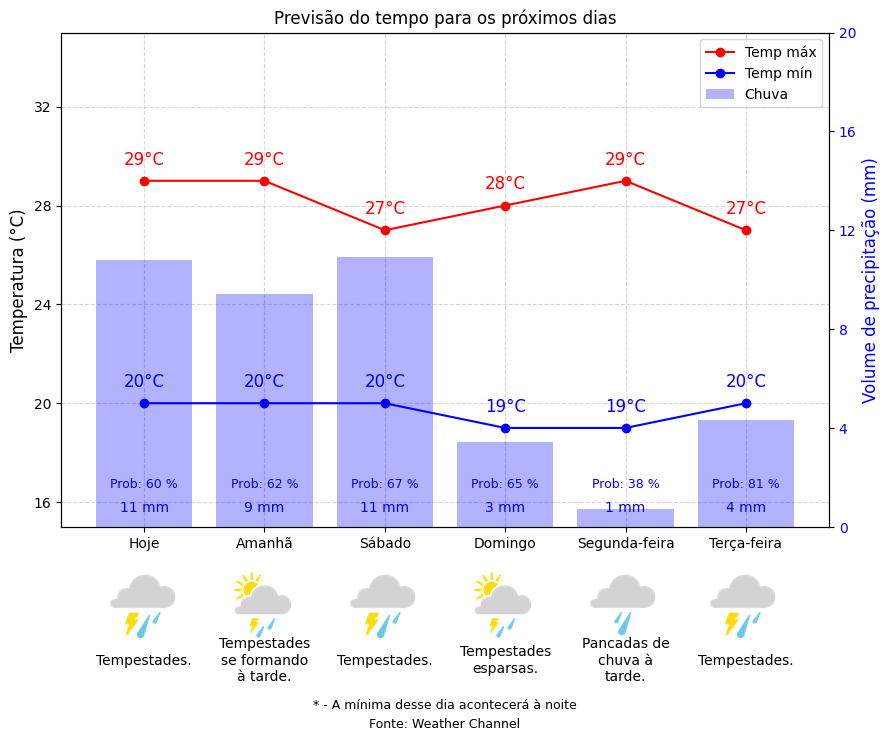 Previsão do tempo para os próximos dias
Temp máx
Temp mín
Chuva
Temperatura (°C)
32
28
24
20
16
Volume de precipitação (mm)
20
16
12
8
4
0
29°C 29°C 27°C 28°C 29°C 27°C
20°C 20°C 20°C 19°C 19°C 20°C
Prob: 60 % Prob: 62 % Prob: 67 % Prob: 65 % Prob: 38 % Prob: 81 %
11 mm 9 mm 11 mm 3 mm 1 mm 4 mm
Hoje Amanhã Sábado Domingo Segunda-feira Terça-feira
Tempestades.
Tempestades
se formando
à tarde.
Tempestades.
Tempestades
esparsas.
Pancadas de
chuva à
tarde.
Tempestades.
* - A mínima desse dia acontecerá à noite
Fonte: Weather Channel